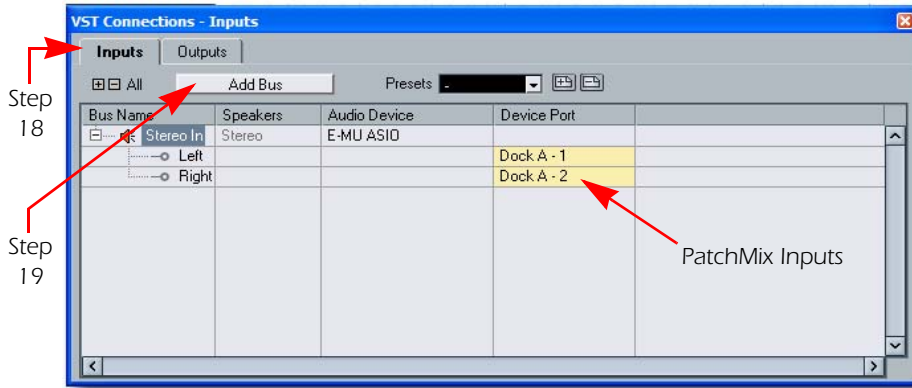 VST Connections - Inputs
Inputs Outputs
All Add Bus Presets -
Step
18
Bus Name Speakers Audio Device Device Port
Stereo In Stereo E-MU ASIO
Left Dock A - 1
Right Dock A - 2
Step
19
PatchMix Inputs